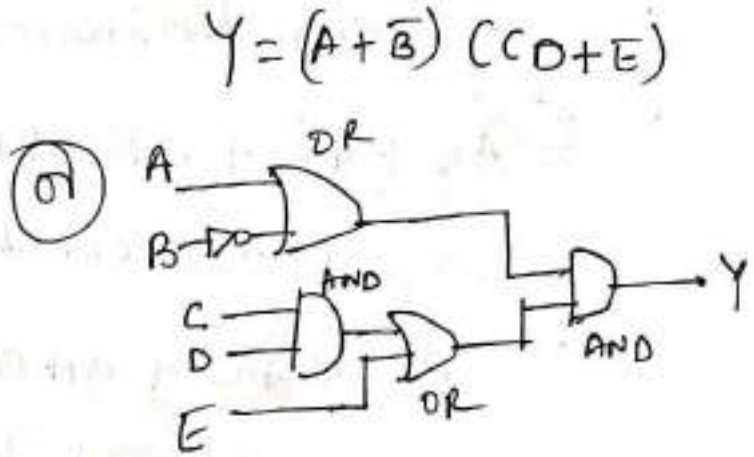 Y = (A + B̅) (CD + E)
OR
A
B
AND
C
D
E
OR
AND
Y